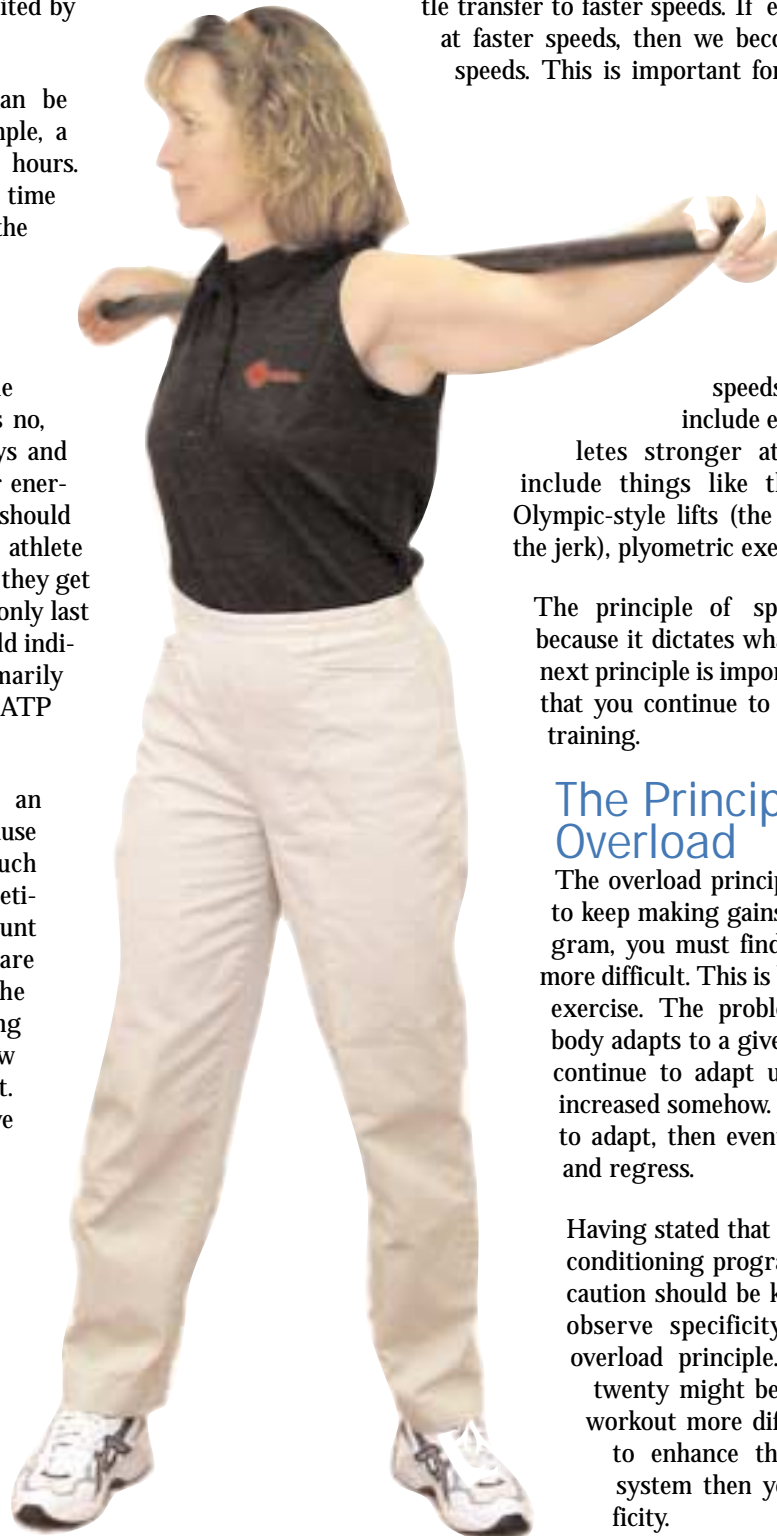 ited by
an be
ple, a
hours.
time
he
e
s no,
ys and
r ener-
should
athlete
they get
only last
ld indi-
marily
ATP
an
use
uch
eti-
unt
are
he
ng
w
t.
e
tle transfer to faster speeds. If e
at faster speeds, then we beco
speeds. This is important for
speeds
include e
letes stronger at
include things like th
Olympic-style lifts (the
the jerk), plyometric exe
The principle of sp
because it dictates wha
next principle is impor
that you continue to
training.
The Princip
Overload
The overload princip
to keep making gains
gram, you must find
more difficult. This is
exercise. The proble
body adapts to a give
continue to adapt u
increased somehow.
to adapt, then event
and regress.
Having stated that
conditioning progra
caution should be k
observe specificity
overload principle.
twenty might be
workout more dif
to enhance th
system then yo
ficity.